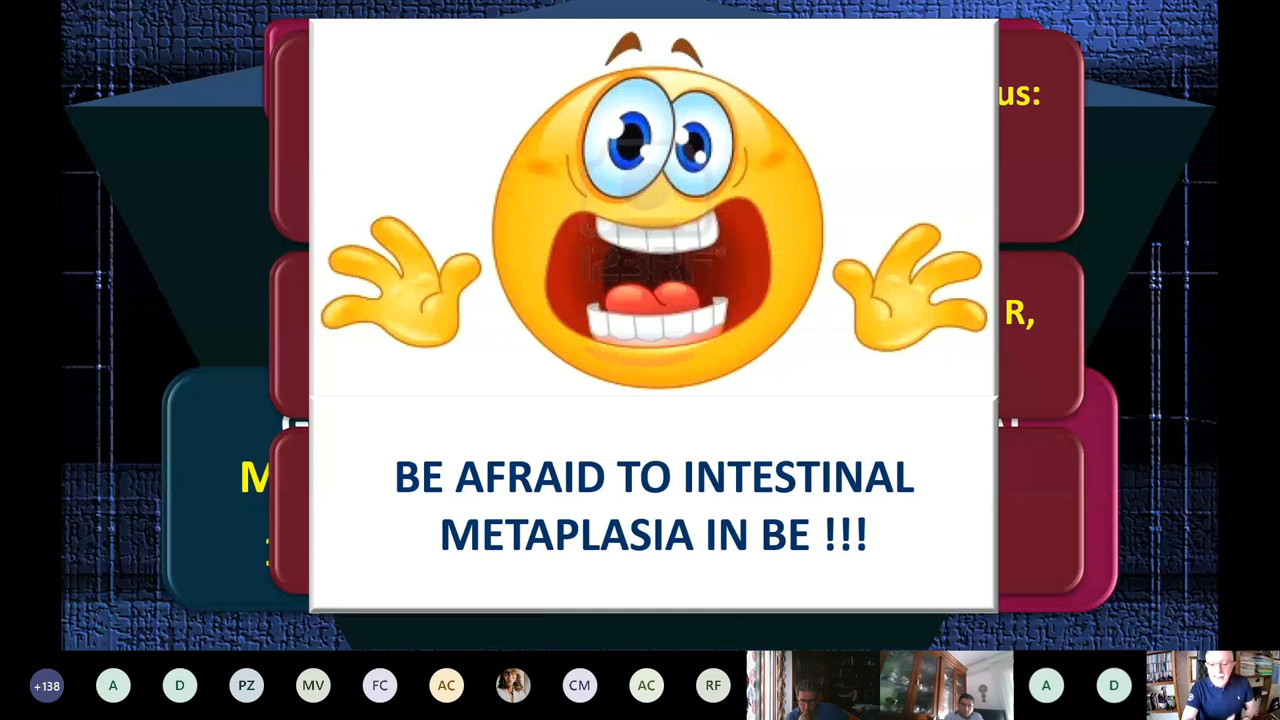 us:
R,
M
BE AFRAID TO INTESTINAL
METAPLASIA IN BE !!!
+138
A
D
PZ
MV
FC
AC
CM
AC
RF
A
D